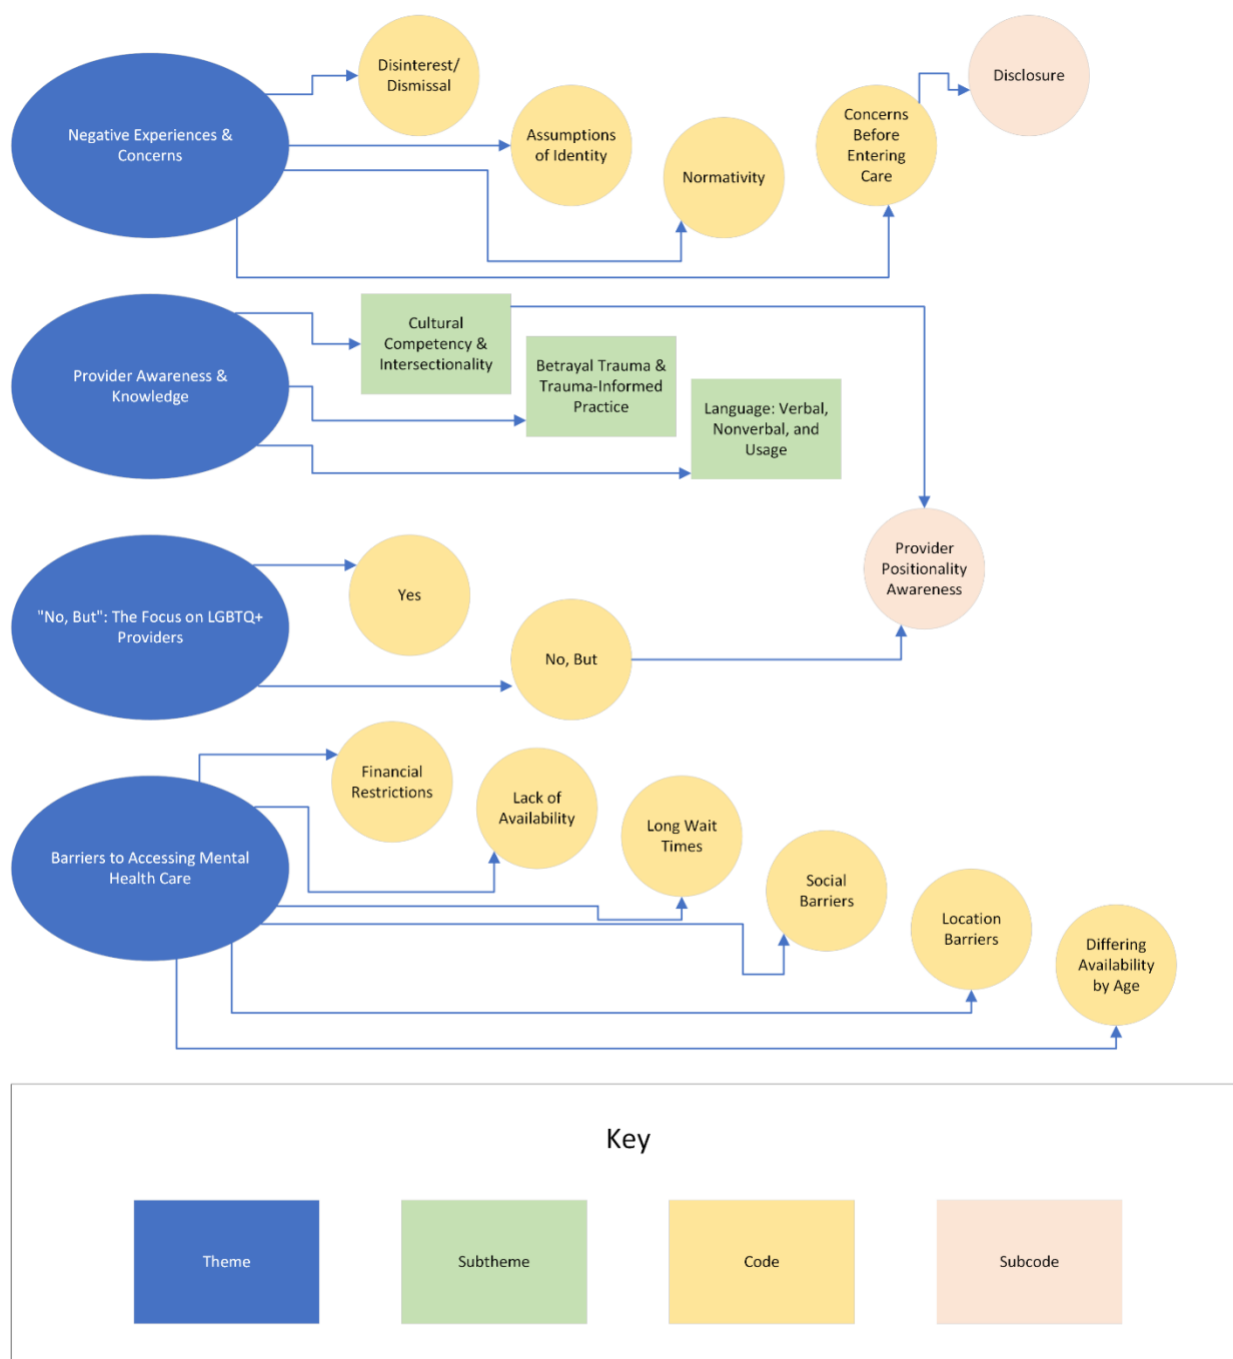 Negative Experiences &
Concerns
Disinterest/
Dismissal
Assumptions
of Identity
Normativity
Concerns
Before
Entering
Care
Disclosure
Provider Awareness &
Knowledge
Cultural
Competency &
Intersectionality
Betrayal Trauma &
Trauma-Informed
Practice
Language: Verbal,
Nonverbal, and
Usage
"No, But": The Focus on LGBTQ+
Providers
Yes
No, But
Provider
Positionality
Awareness
Barriers to Accessing Mental
Health Care
Financial
Restrictions
Lack of
Availability
Long Wait
Times
Social
Barriers
Location
Barriers
Differing
Availability
by Age
Key
Theme
Subtheme
Code
Subcode